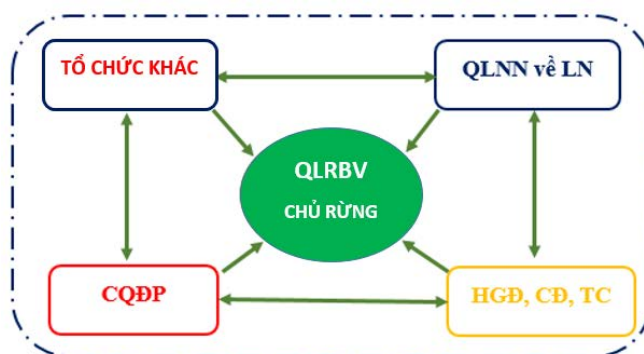 TỔ CHỨC KHÁC
QLNN về LN
QLRBV
CHỦ RỪNG
CQĐP
HGĐ, CĐ, TC